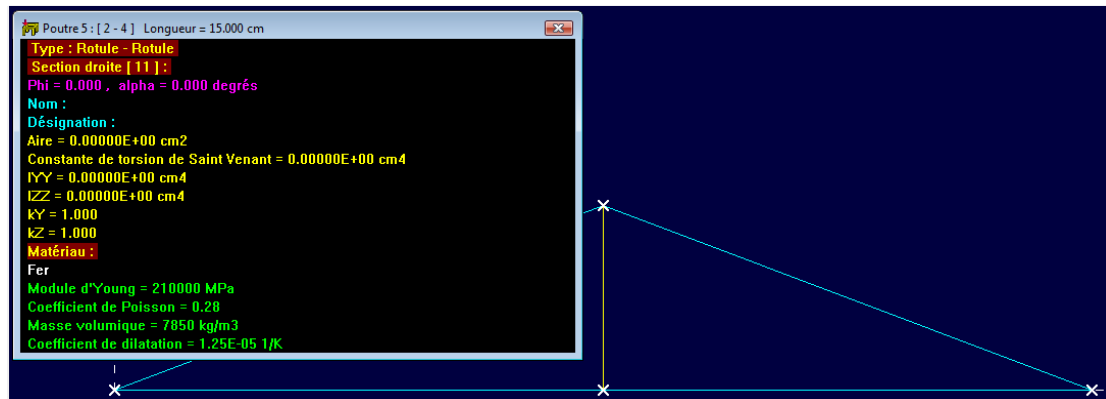 Poutre 5 : [ 2 - 4 ]   Longueur = 15.000 cm
Type : Rotule - Rotule
Section droite [ 11 ] :
Phi = 0.000 ,  alpha = 0.000 degrés
Nom :
Désignation :
Aire = 0.00000E+00 cm2
Constante de torsion de Saint Venant = 0.00000E+00 cm4
IYY = 0.00000E+00 cm4
IZZ = 0.00000E+00 cm4
kY = 1.000
kZ = 1.000
Matériau :
Fer
Module d'Young = 210000 MPa
Coefficient de Poisson = 0.28
Masse volumique = 7850 kg/m3
Coefficient de dilatation = 1.25E-05 1/K